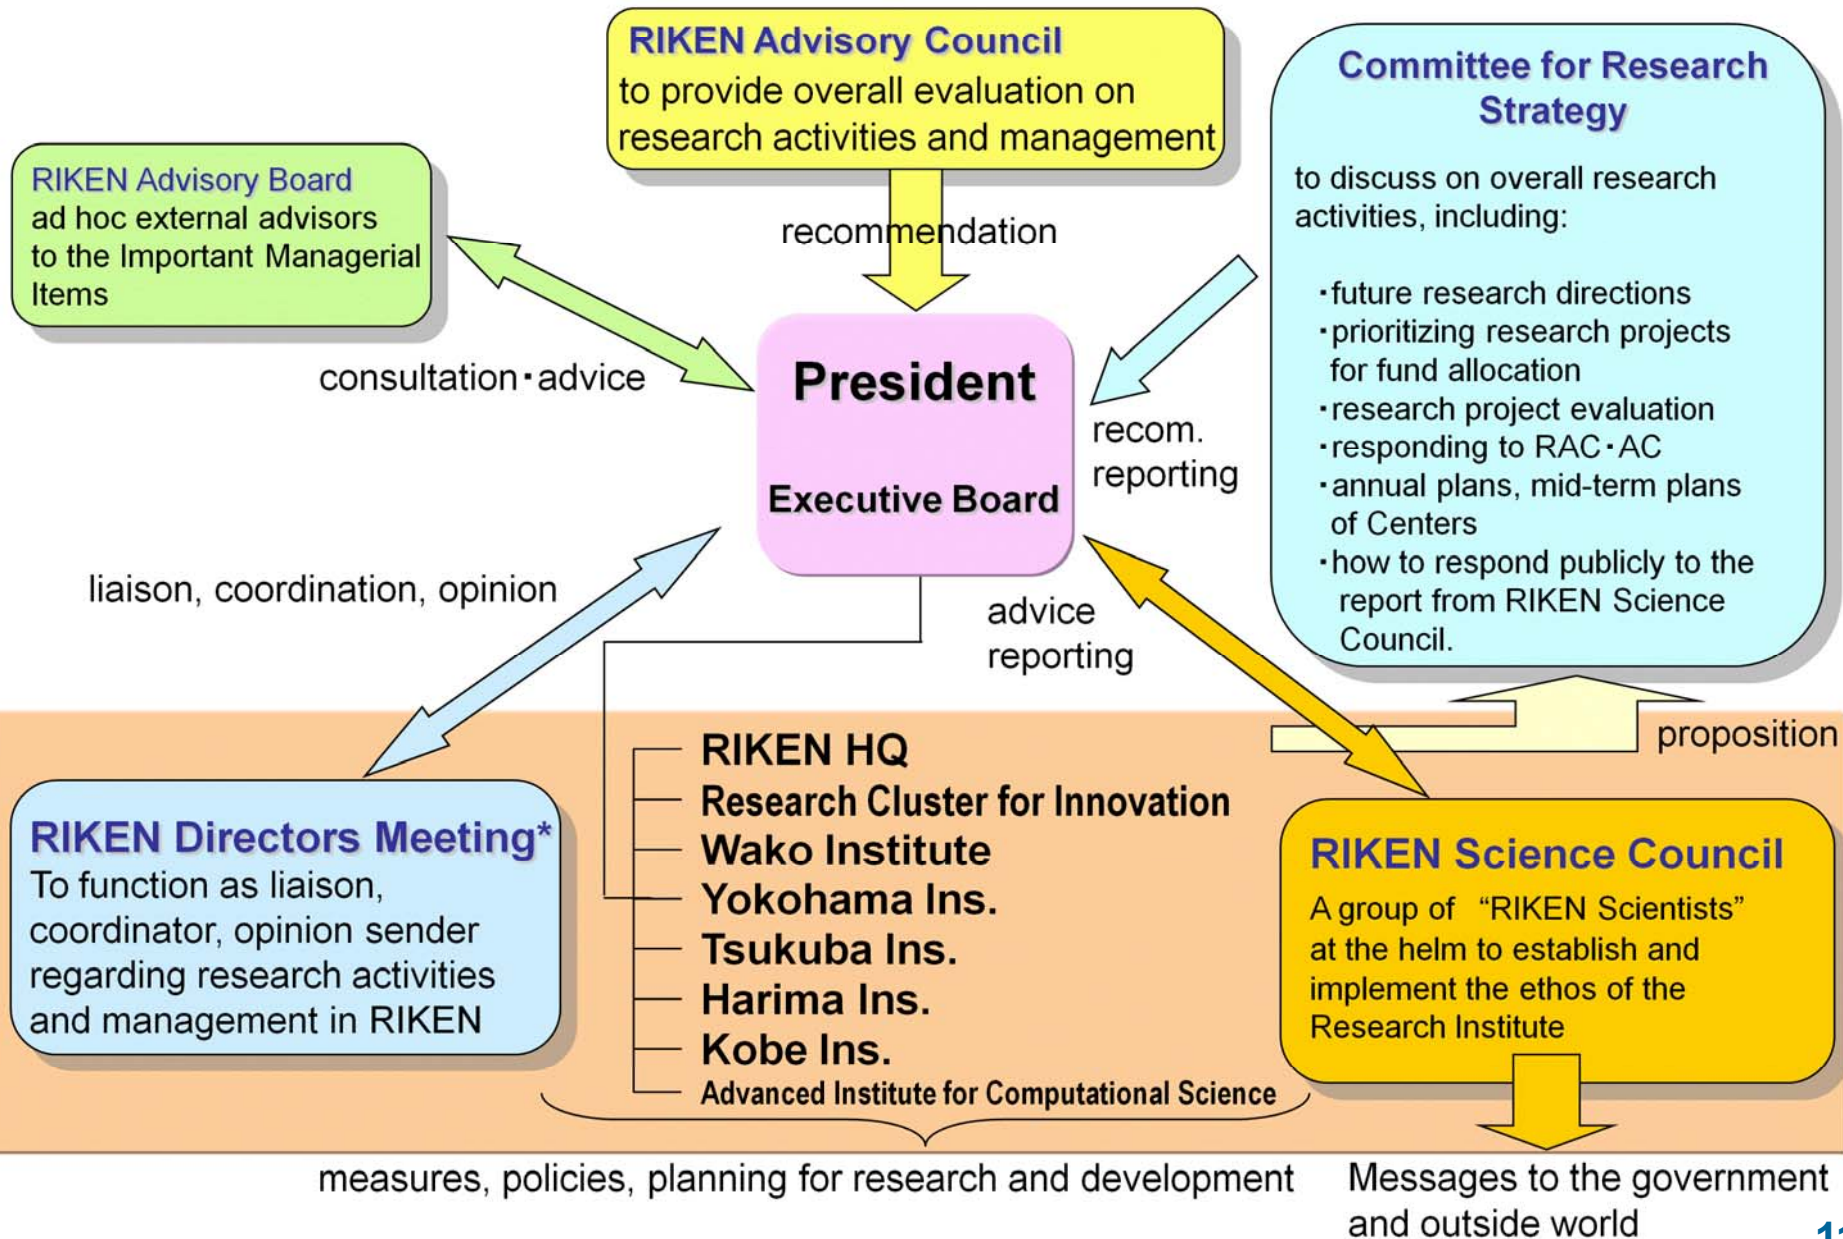 RIKEN Advisory Council
to provide overall evaluation on
research activities and management
Committee for Research
Strategy
to discuss on overall research
activities, including:
・future research directions
・prioritizing research projects
for fund allocation
・research project evaluation
・responding to RAC・AC
・annual plans, mid-term plans
of Centers
・how to respond publicly to the
report from RIKEN Science
Council.
RIKEN Advisory Board
ad hoc external advisors
to the Important Managerial
Items
recommendation
consultation・advice
President
Executive Board
recom.
reporting
liaison, coordination, opinion
advice
reporting
proposition
RIKEN Directors Meeting*
To function as liaison,
coordinator, opinion sender
regarding research activities
and management in RIKEN
RIKEN HQ
Research Cluster for Innovation
Wako Institute
Yokohama Ins.
Tsukuba Ins.
Harima Ins.
Kobe Ins.
Advanced Institute for Computational Science
RIKEN Science Council
A group of “RIKEN Scientists”
at the helm to establish and
implement the ethos of the
Research Institute
measures, policies, planning for research and development
Messages to the government
and outside world